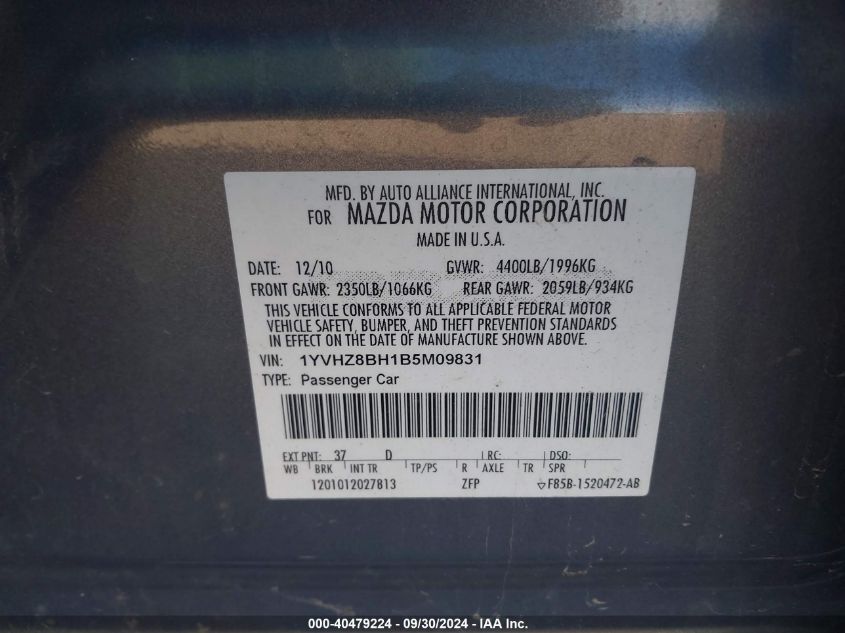 MFD. BY AUTO ALLIANCE INTERNATIONAL, INC.
FOR MAZDA MOTOR CORPORATION
MADE IN U.S.A.
DATE: 12/10 GVWR: 4400LB/1996KG
FRONT GAWR: 2350LB/1066KG REAR GAWR: 2059LB/934KG
THIS VEHICLE CONFORMS TO ALL APPLICABLE FEDERAL MOTOR
VEHICLE SAFETY, BUMPER, AND THEFT PREVENTION STANDARDS
IN EFFECT ON THE DATE OF MANUFACTURE SHOWN ABOVE.
VIN: 1YVHZ8BH1B5M09831
TYPE: Passenger Car
EXT PNT: 37 D RC: DSO:
WB BRK INT TR TP/PS R AXLE TR SPR
1201012027813 ZFP ▽FB5B-1520472-AB
000-40479224 - 09/30/2024 - IAA Inc.